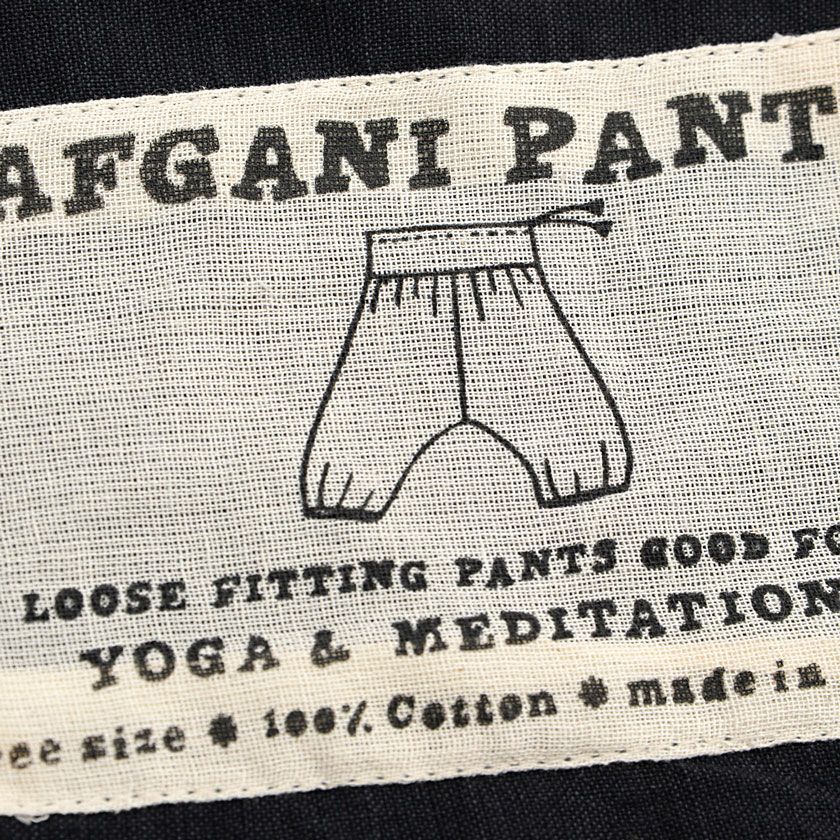 AFGANI PANT
LOOSE FITTING PANTS GOOD FO
YOGA & MEDITATION
ee size * 100% Cotton * made in